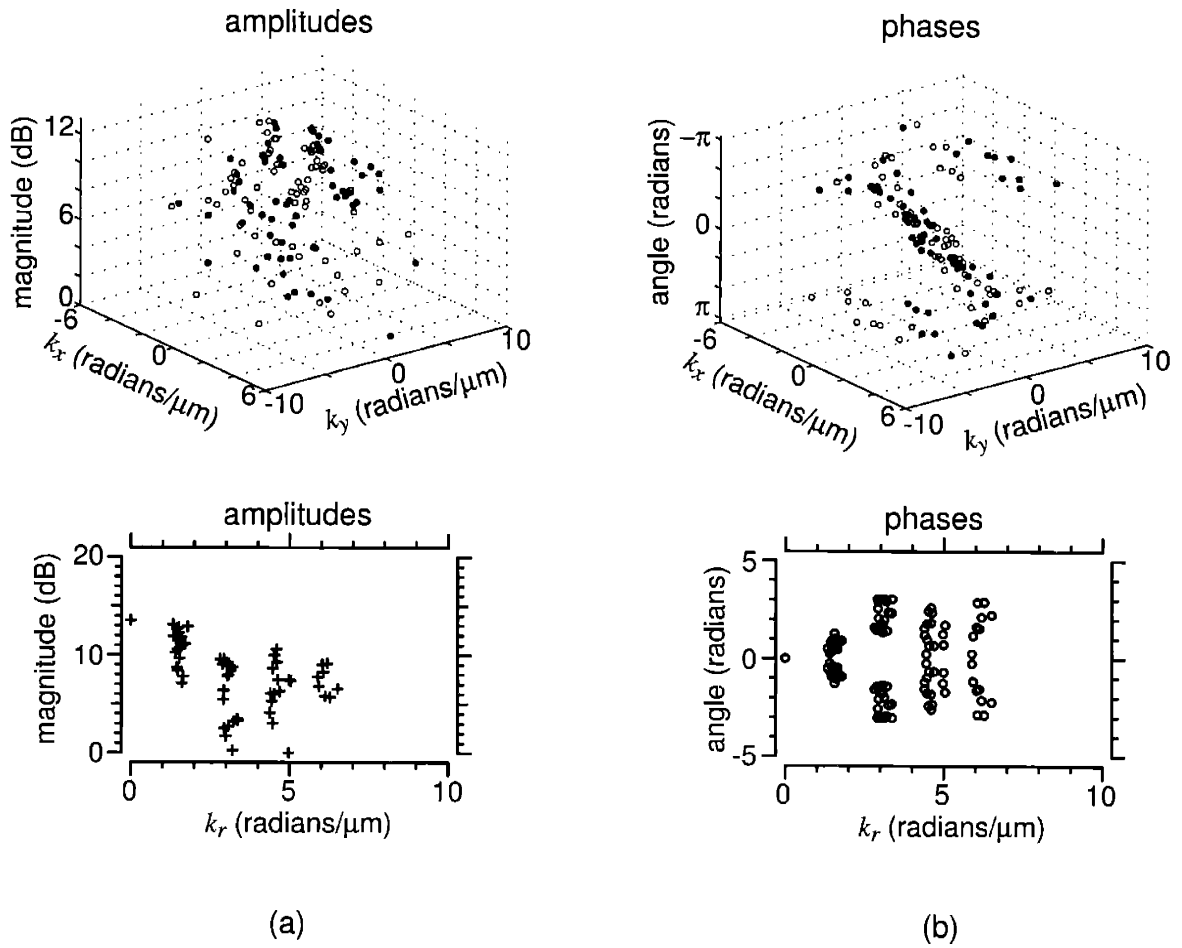 amplitudes
12
6
0
magnitude (dB)
-6
0
6
kx (radians/μm)
-10
0
10
ky (radians/μm)
phases
−π
0
π
angle (radians)
-6
0
6
kx (radians/μm)
-10
0
10
ky (radians/μm)
amplitudes
20
10
0
magnitude (dB)
0
5
10
kr (radians/μm)
phases
5
0
-5
angle (radians)
0
5
10
kr (radians/μm)
(a)
(b)